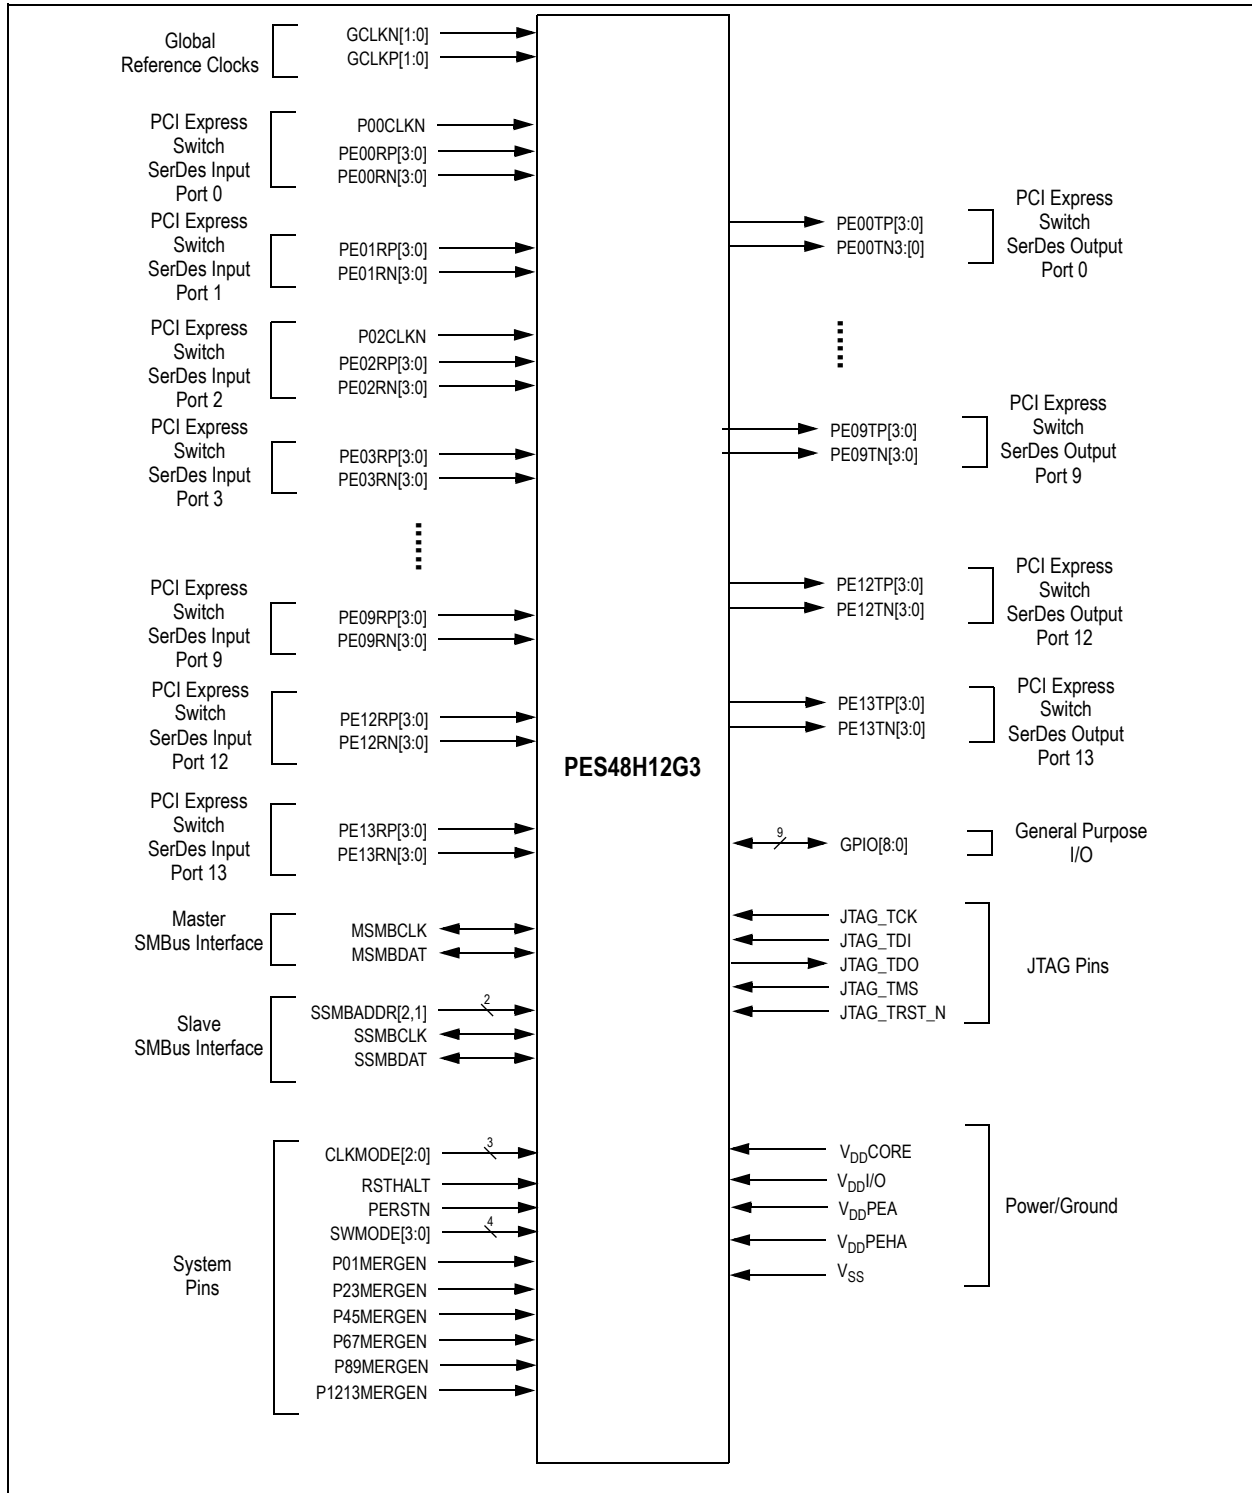 Global
Reference Clocks
GCLKN[1:0]
GCLKP[1:0]
PCI Express
Switch
SerDes Input
Port 0
P00CLKN
PE00RP[3:0]
PE00RN[3:0]
PCI Express
Switch
SerDes Input
Port 1
PE01RP[3:0]
PE01RN[3:0]
PCI Express
Switch
SerDes Input
Port 2
P02CLKN
PE02RP[3:0]
PE02RN[3:0]
PCI Express
Switch
SerDes Input
Port 3
PE03RP[3:0]
PE03RN[3:0]
PCI Express
Switch
SerDes Input
Port 9
PE09RP[3:0]
PE09RN[3:0]
PCI Express
Switch
SerDes Input
Port 12
PE12RP[3:0]
PE12RN[3:0]
PCI Express
Switch
SerDes Input
Port 13
PE13RP[3:0]
PE13RN[3:0]
Master
SMBus Interface
MSMBCLK
MSMBDAT
Slave
SMBus Interface
SSMBADDR[2,1]
2
SSMBCLK
SSMBDAT
System
Pins
CLKMODE[2:0]
3
RSTHALT
PERSTN
SWMODE[3:0]
4
P01MERGEN
P23MERGEN
P45MERGEN
P67MERGEN
P89MERGEN
P1213MERGEN
PES48H12G3
PE00TP[3:0]
PE00TN3:[0]
PCI Express
Switch
SerDes Output
Port 0
PE09TP[3:0]
PE09TN[3:0]
PCI Express
Switch
SerDes Output
Port 9
PE12TP[3:0]
PE12TN[3:0]
PCI Express
Switch
SerDes Output
Port 12
PE13TP[3:0]
PE13TN[3:0]
PCI Express
Switch
SerDes Output
Port 13
9
GPIO[8:0]
General Purpose
I/O
JTAG_TCK
JTAG_TDI
JTAG_TDO
JTAG_TMS
JTAG_TRST_N
JTAG Pins
VDDCORE
VDDI/O
VDDPEA
VDDPEHA
VSS
Power/Ground